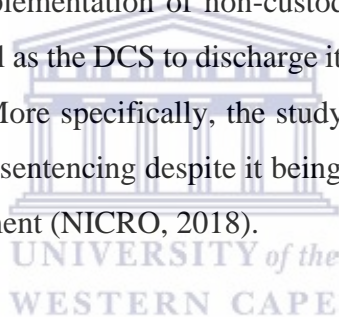 plementation of non-custod
l as the DCS to discharge it
More specifically, the study
sentencing despite it being
ent (NICRO, 2018).
UNIVERSITY of the
WESTERN CAPE